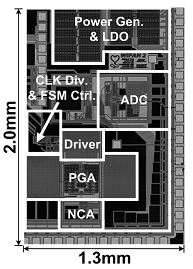 Power Gen.
& LDO
CLK Div.
& FSM Ctrl.
ADC
Driver
PGA
NCA
2.0mm
1.3mm